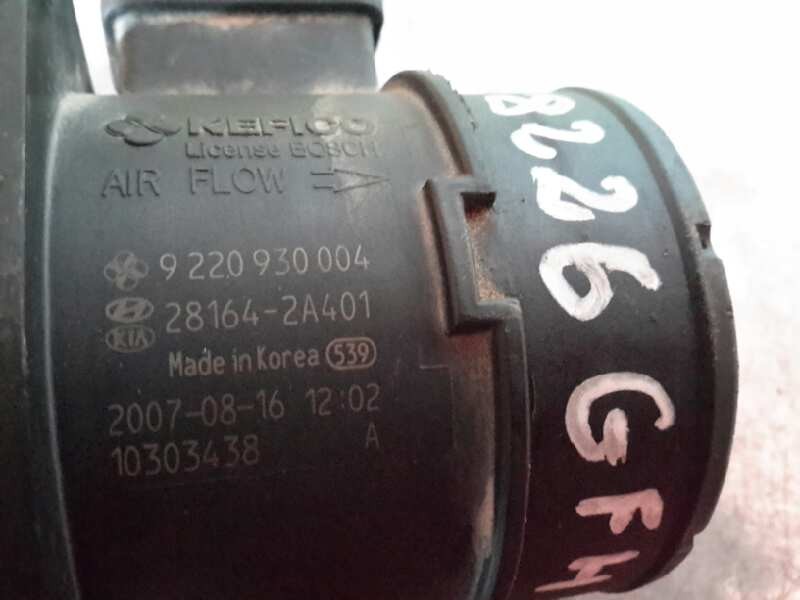 KEFICO
License BOSCH
AIR FLOW
9 220 930 004
28164-2A401
KIA
Made in Korea 539
2007-08-16 12:02
10303438 A
8226 GFH